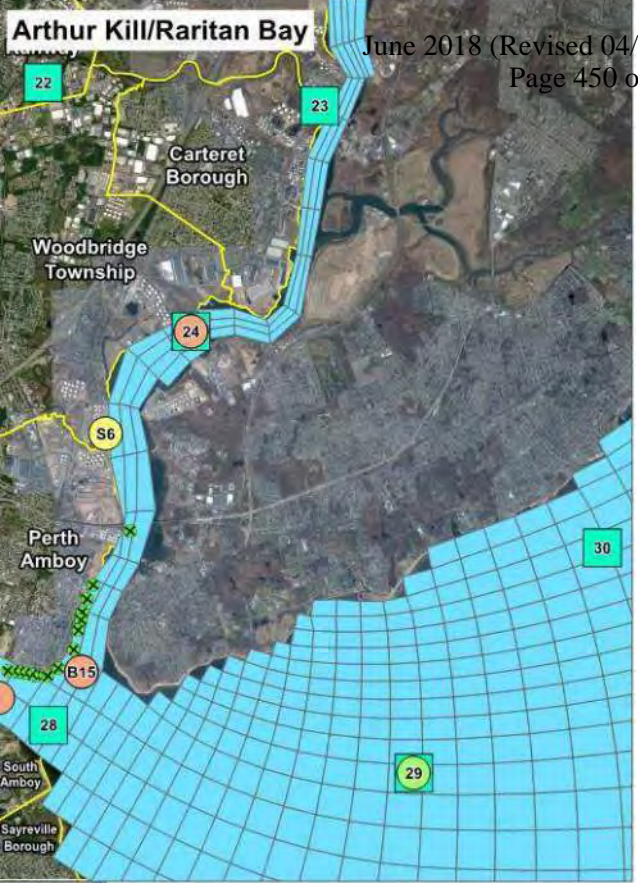 Arthur Kill/Raritan Bay
June 2018 (Revised 04/
Page 450 o
22
23
Carteret
Borough
Woodbridge
Township
24
S6
Perth
Amboy
30
B15
28
29
South
Amboy
Sayreville
Borough